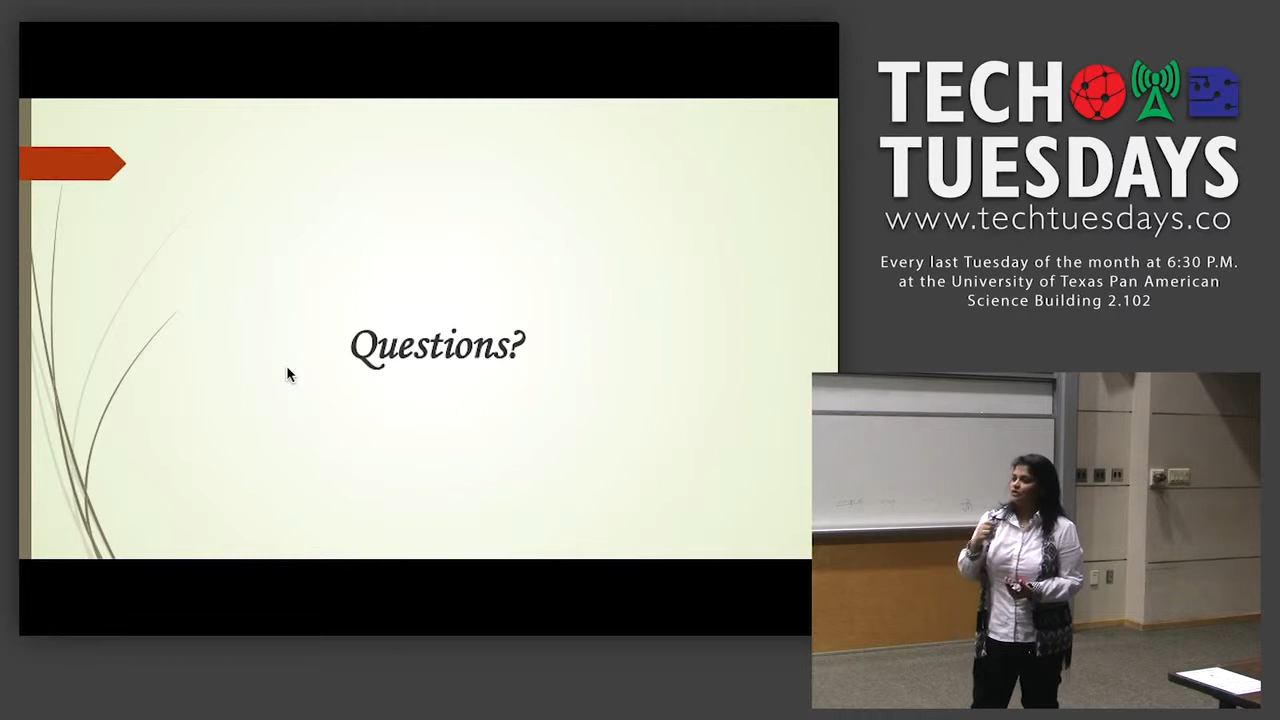 Questions?
TECH
TUESDAYS
www.techtuesdays.co
Every last Tuesday of the month at 6:30 P.M.
at the University of Texas Pan American
Science Building 2.102